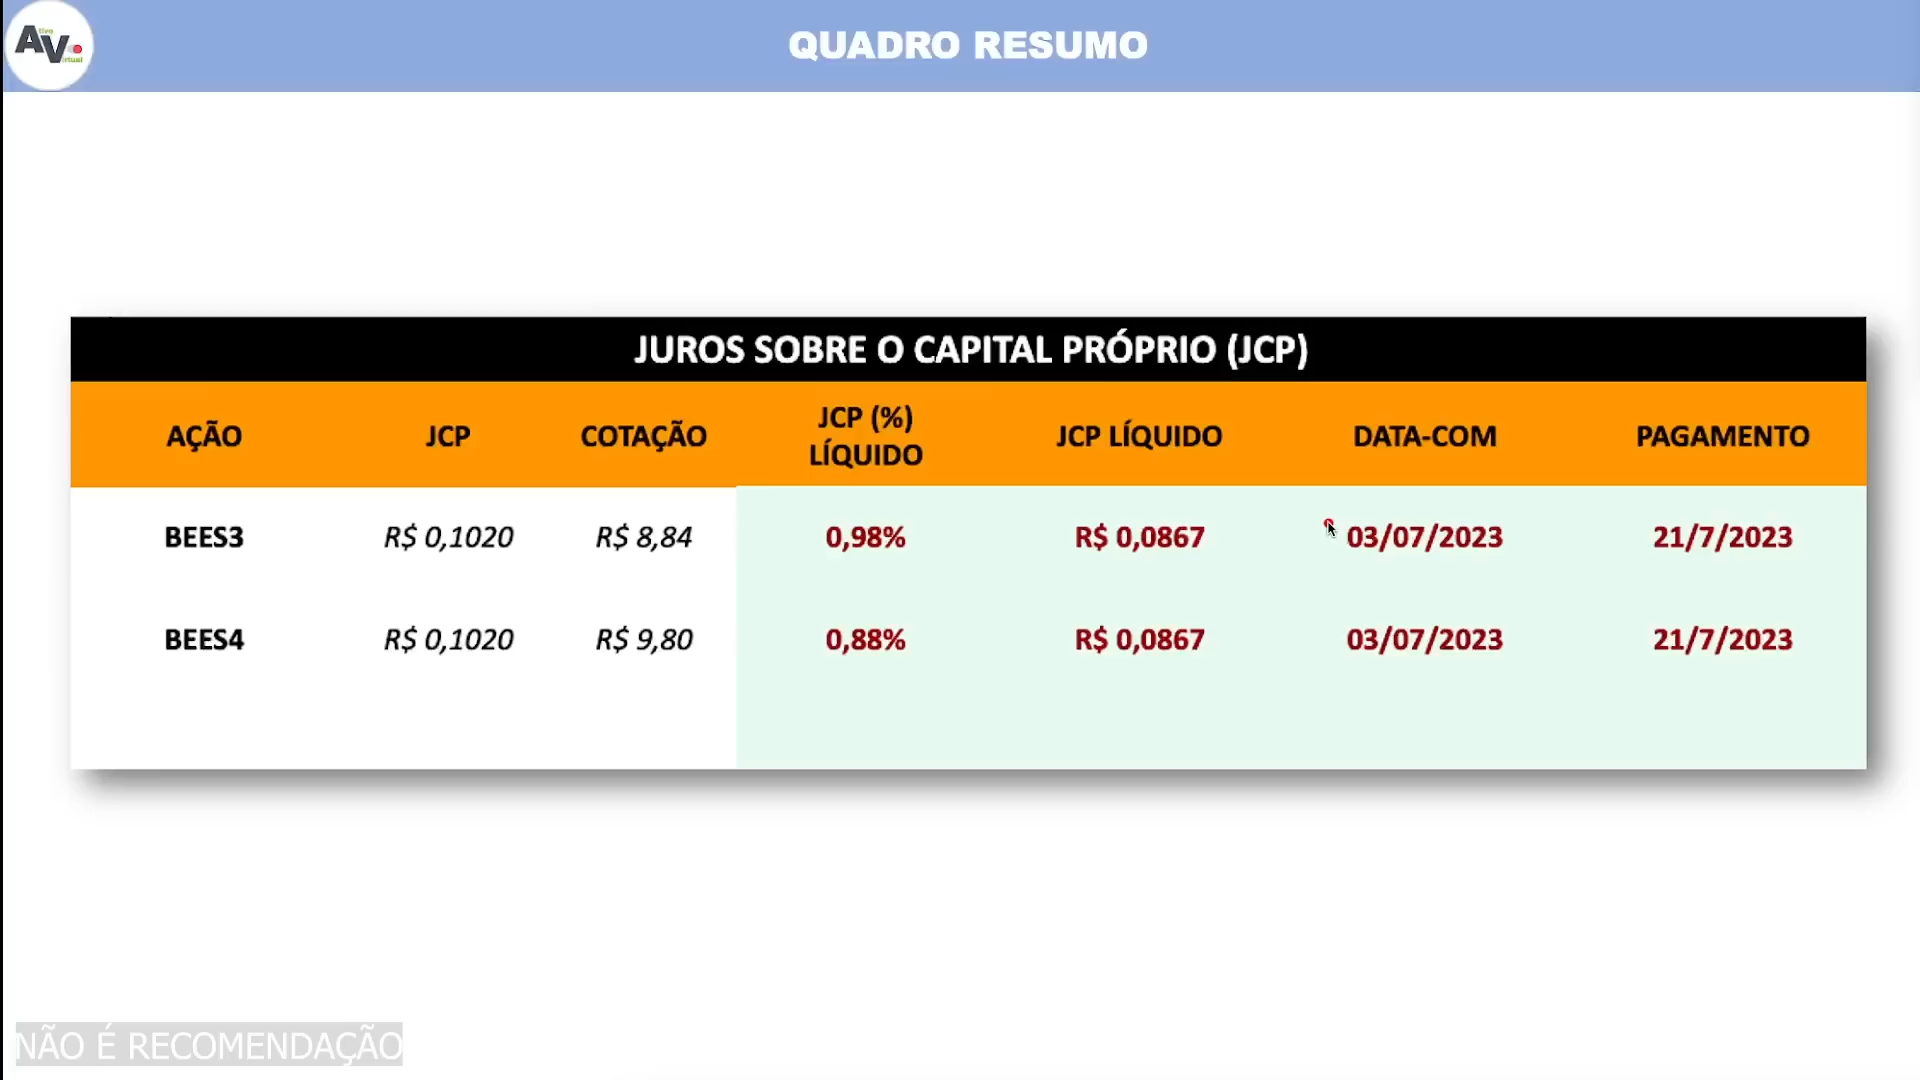 AV
tivo
irtual
QUADRO RESUMO
JUROS SOBRE O CAPITAL PRÓPRIO (JCP)
AÇÃO JCP COTAÇÃO JCP (%) LÍQUIDO JCP LÍQUIDO DATA-COM PAGAMENTO
BEES3 R$ 0,1020 R$ 8,84 0,98% R$ 0,0867 03/07/2023 21/7/2023
BEES4 R$ 0,1020 R$ 9,80 0,88% R$ 0,0867 03/07/2023 21/7/2023
NÃO É RECOMENDAÇÃO